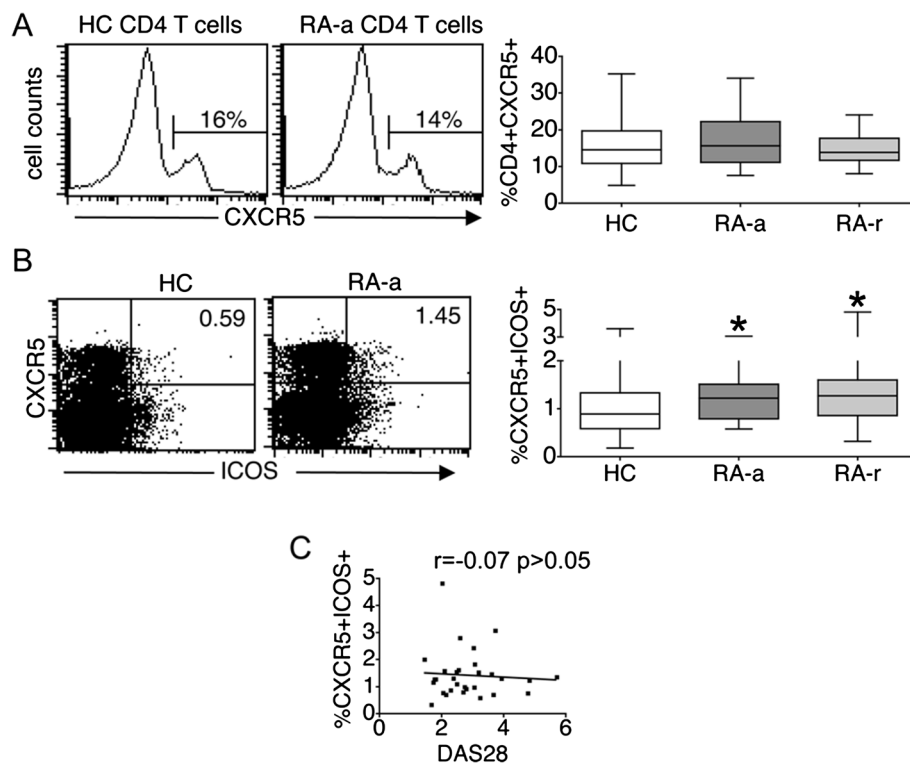 A
HC CD4 T cells
RA-a CD4 T cells
cell counts
16%
14%
CXCR5
%CD4+CXCR5+
40
30
20
10
0
HC
RA-a
RA-r
B
HC
RA-a
0.59
1.45
CXCR5
ICOS
%CXCR5+ICOS+
5
3
2
1
0
*
*
HC
RA-a
RA-r
C
r=-0.07 p>0.05
%CXCR5+ICOS+
5
4
3
2
1
0
0
2
4
6
DAS28